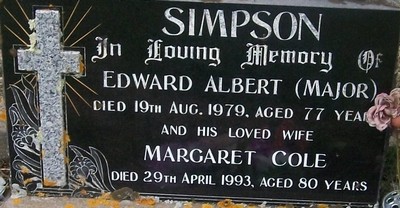 SIMPSON
In Loving Memory Of
EDWARD ALBERT (MAJOR)
DIED 19TH AUG. 1979, AGED 77 YEA
AND HIS LOVED WIFE
MARGARET COLE
DIED 29TH APRIL 1993, AGED 80 YEARS